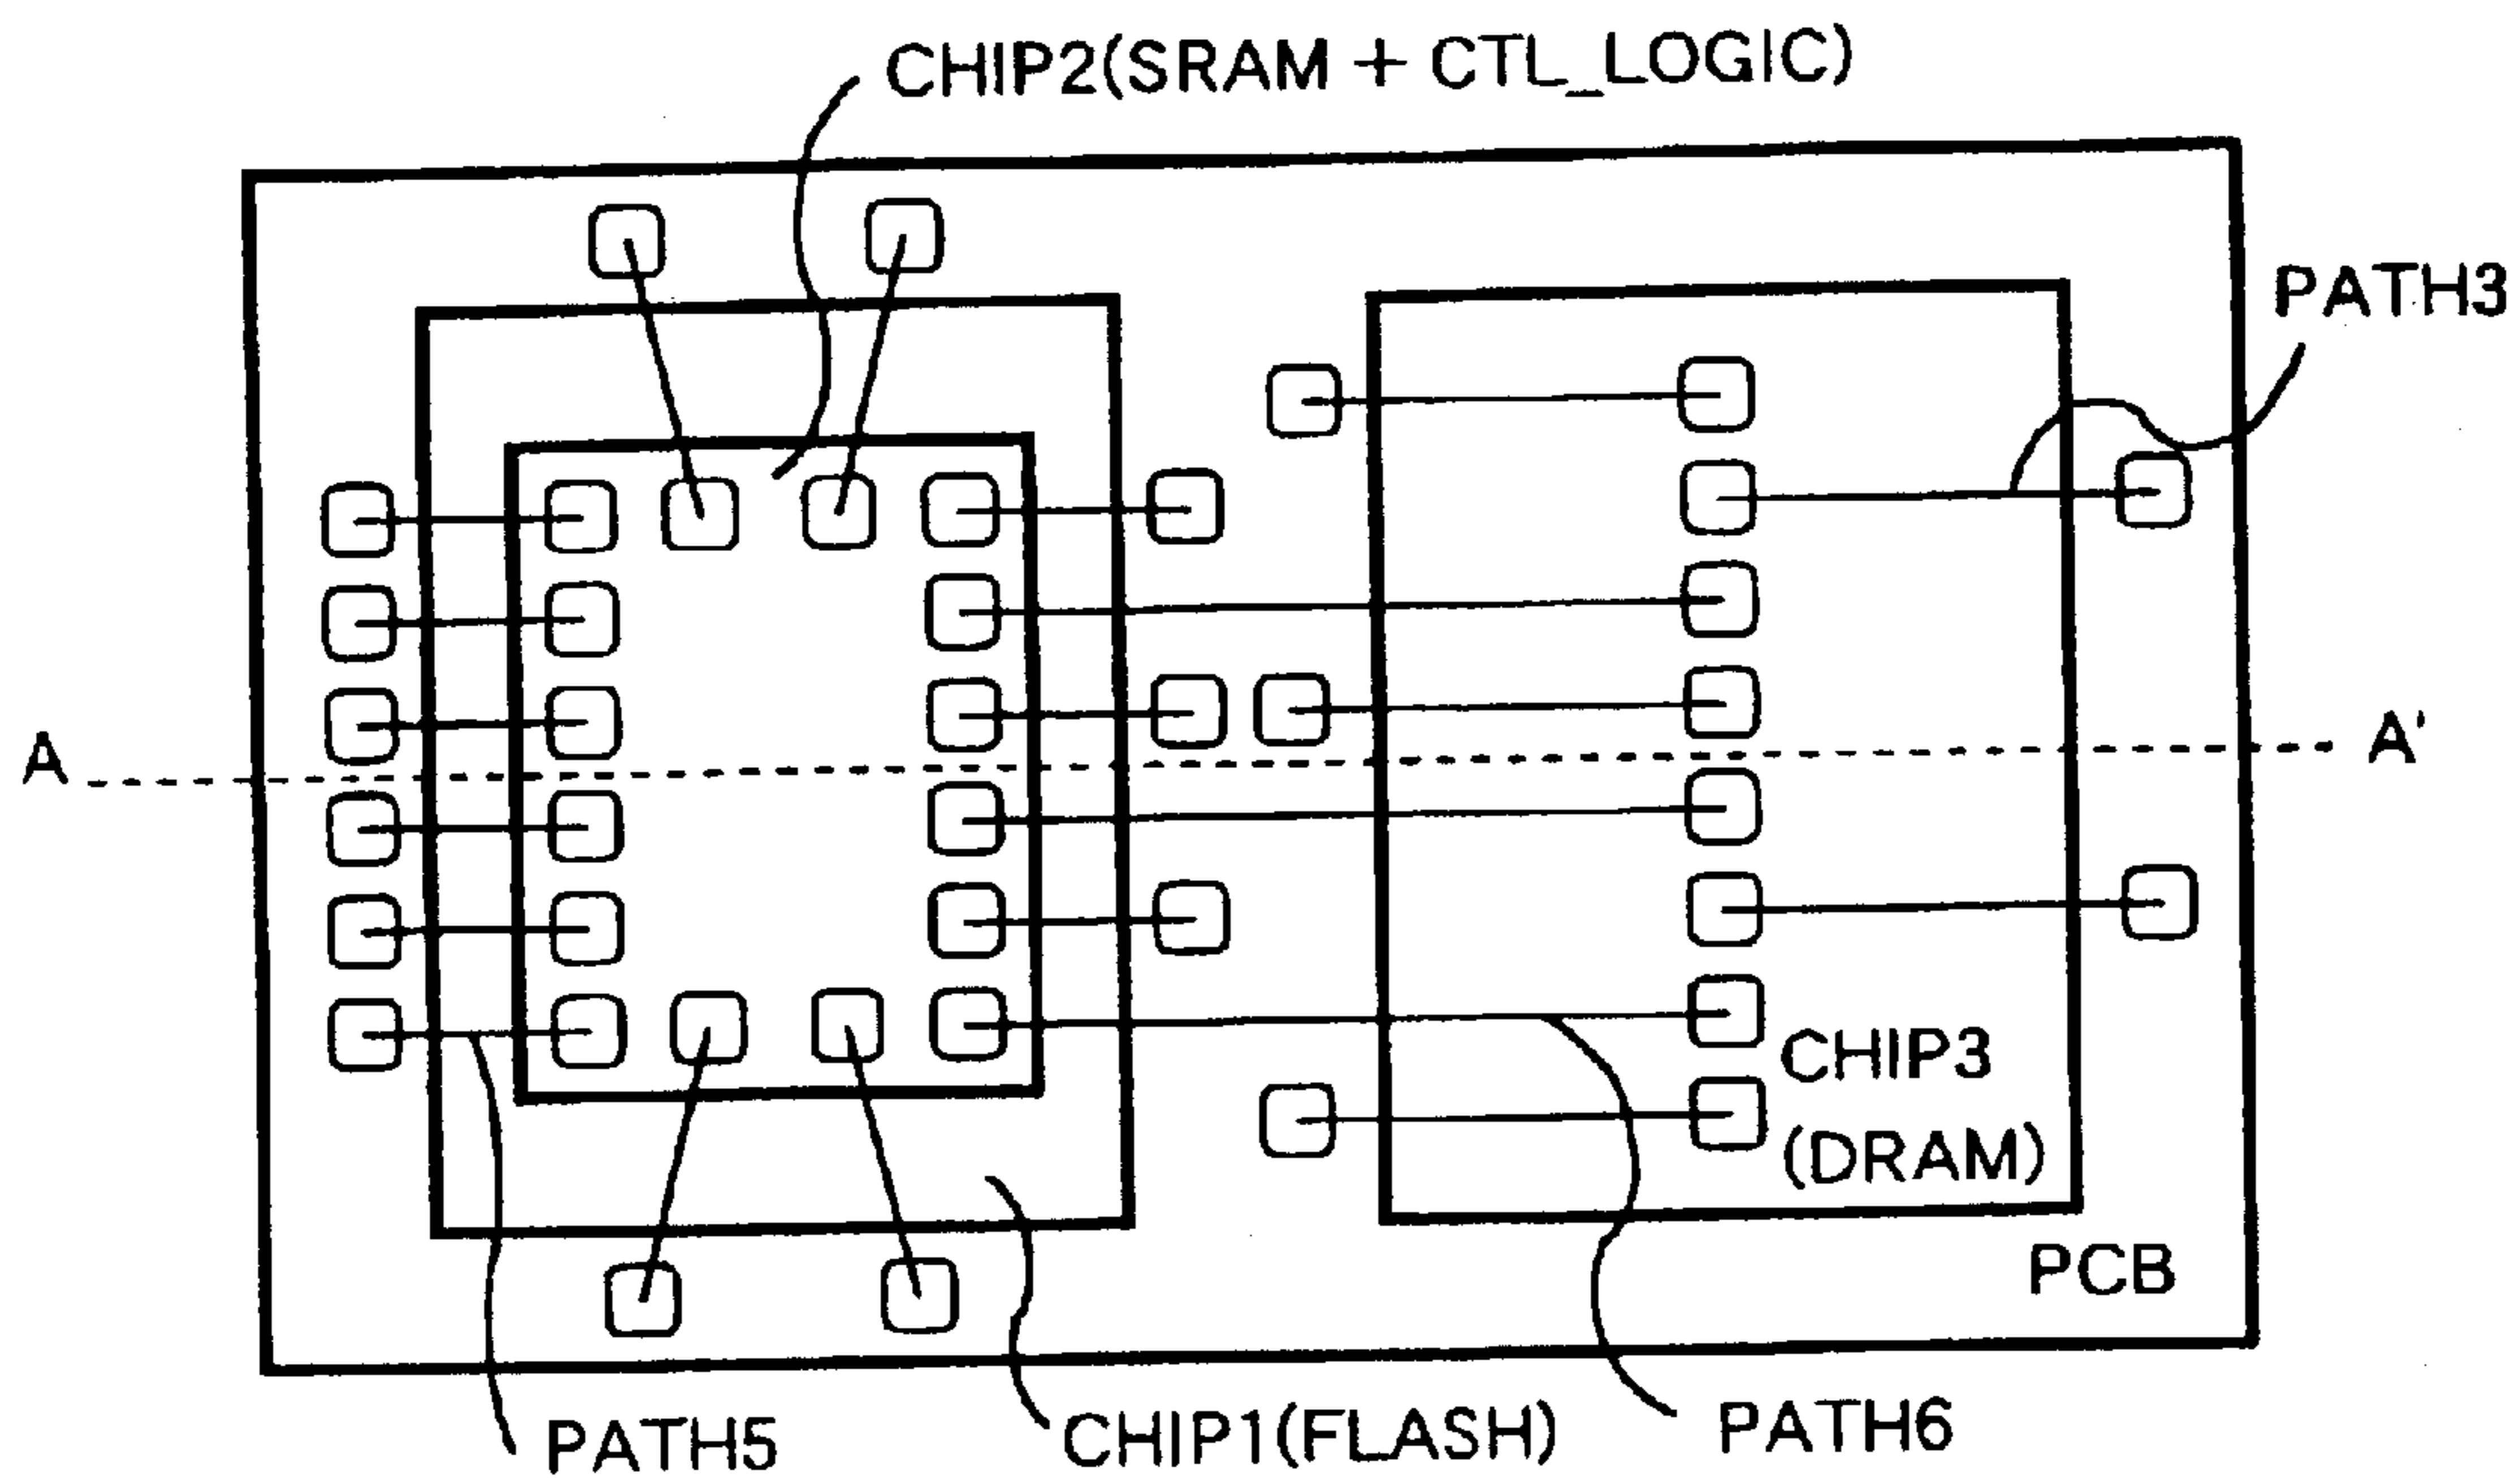 CHIP2(SRAM + CTL_LOGIC)
PATH3
A
A'
CHIP3
(DRAM)
PCB
PATH5
CHIP1(FLASH)
PATH6